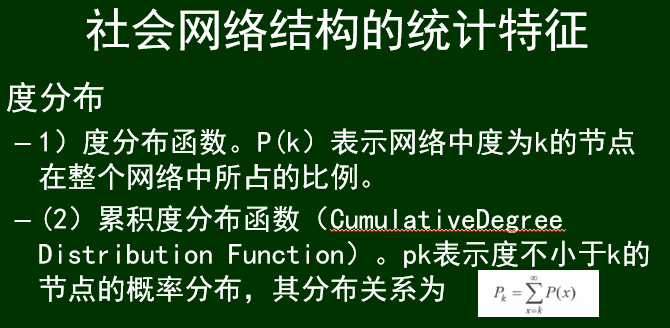 社会网络结构的统计特征
度分布
–1）度分布函数。P(k）表示网络中度为k的节点
在整个网络中所占的比例。
–(2）累积度分布函数（CumulativeDegree
Distribution Function）。pk表示度不小于k的
节点的概率分布，其分布关系为 P_k = \sum_{x=k}^{\infty} P(x)